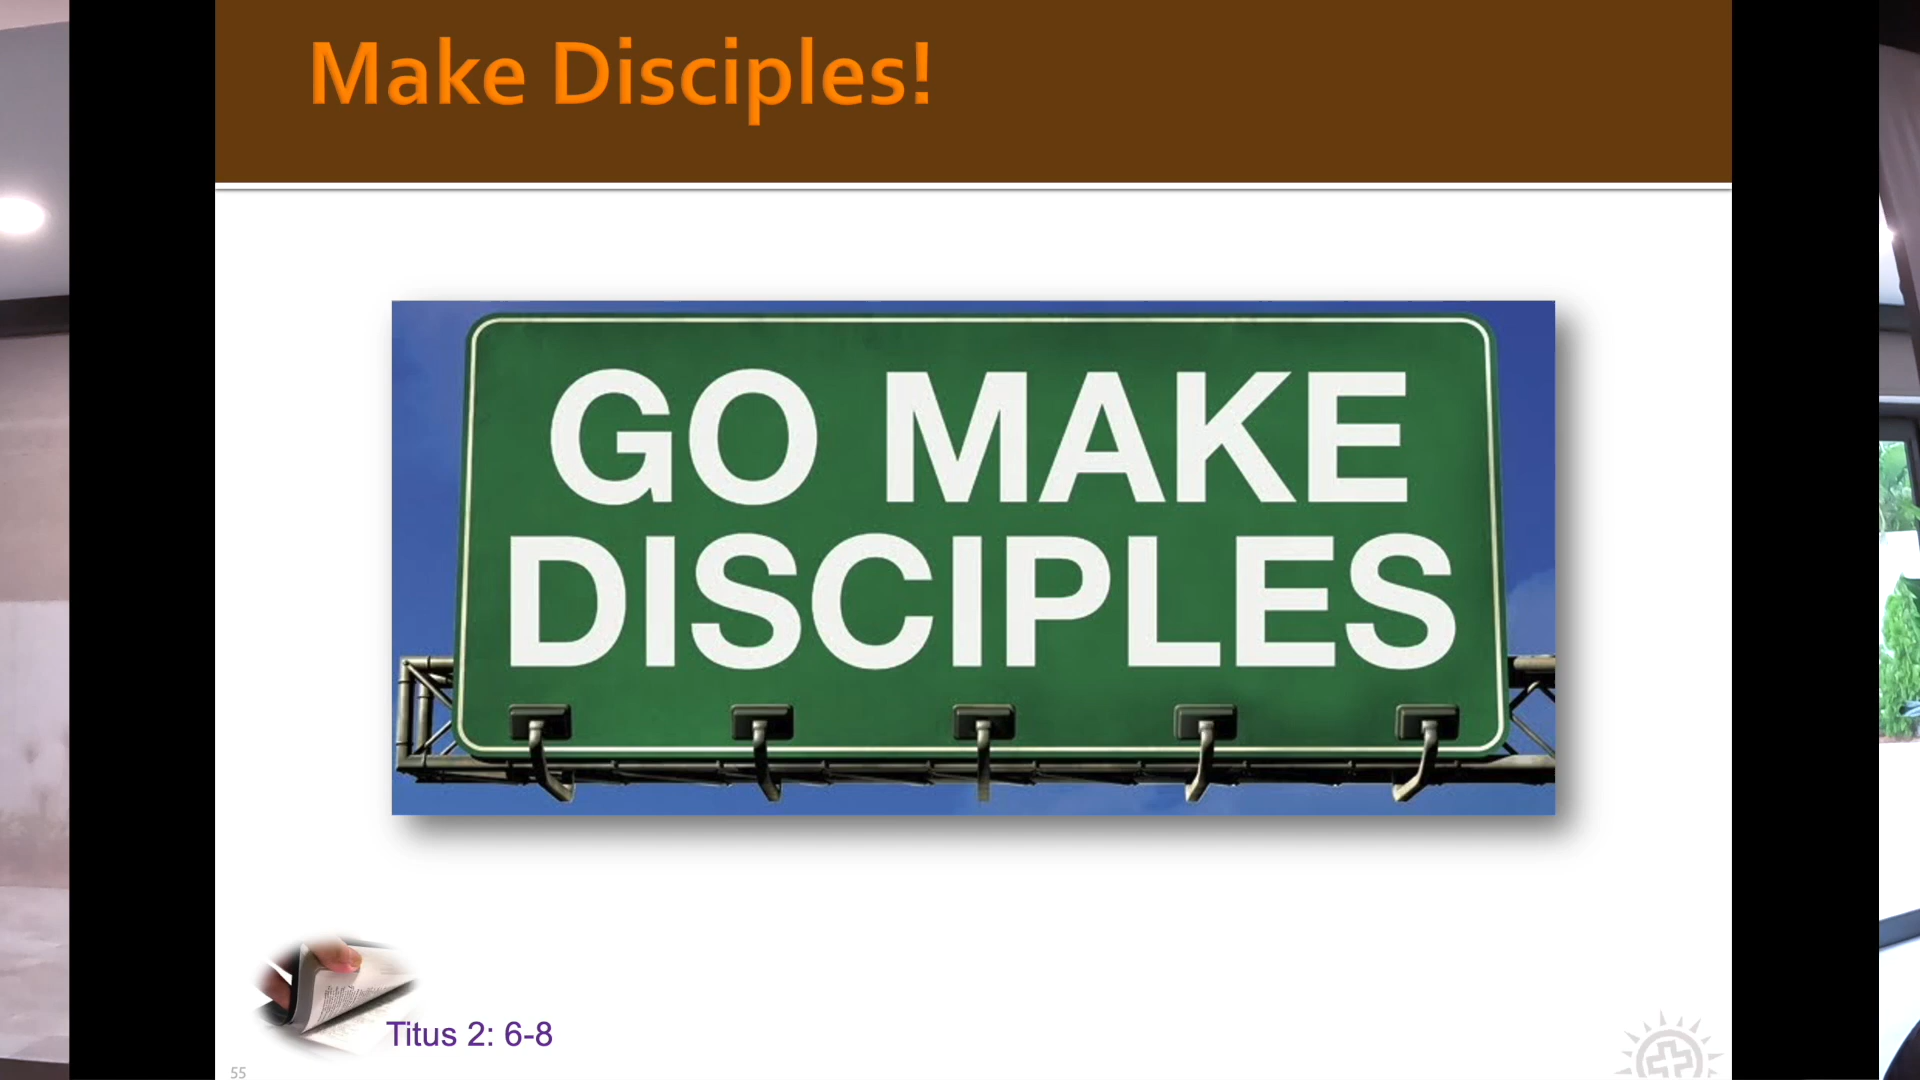 Make Disciples!
GO MAKE
DISCIPLES
Titus 2: 6-8
55